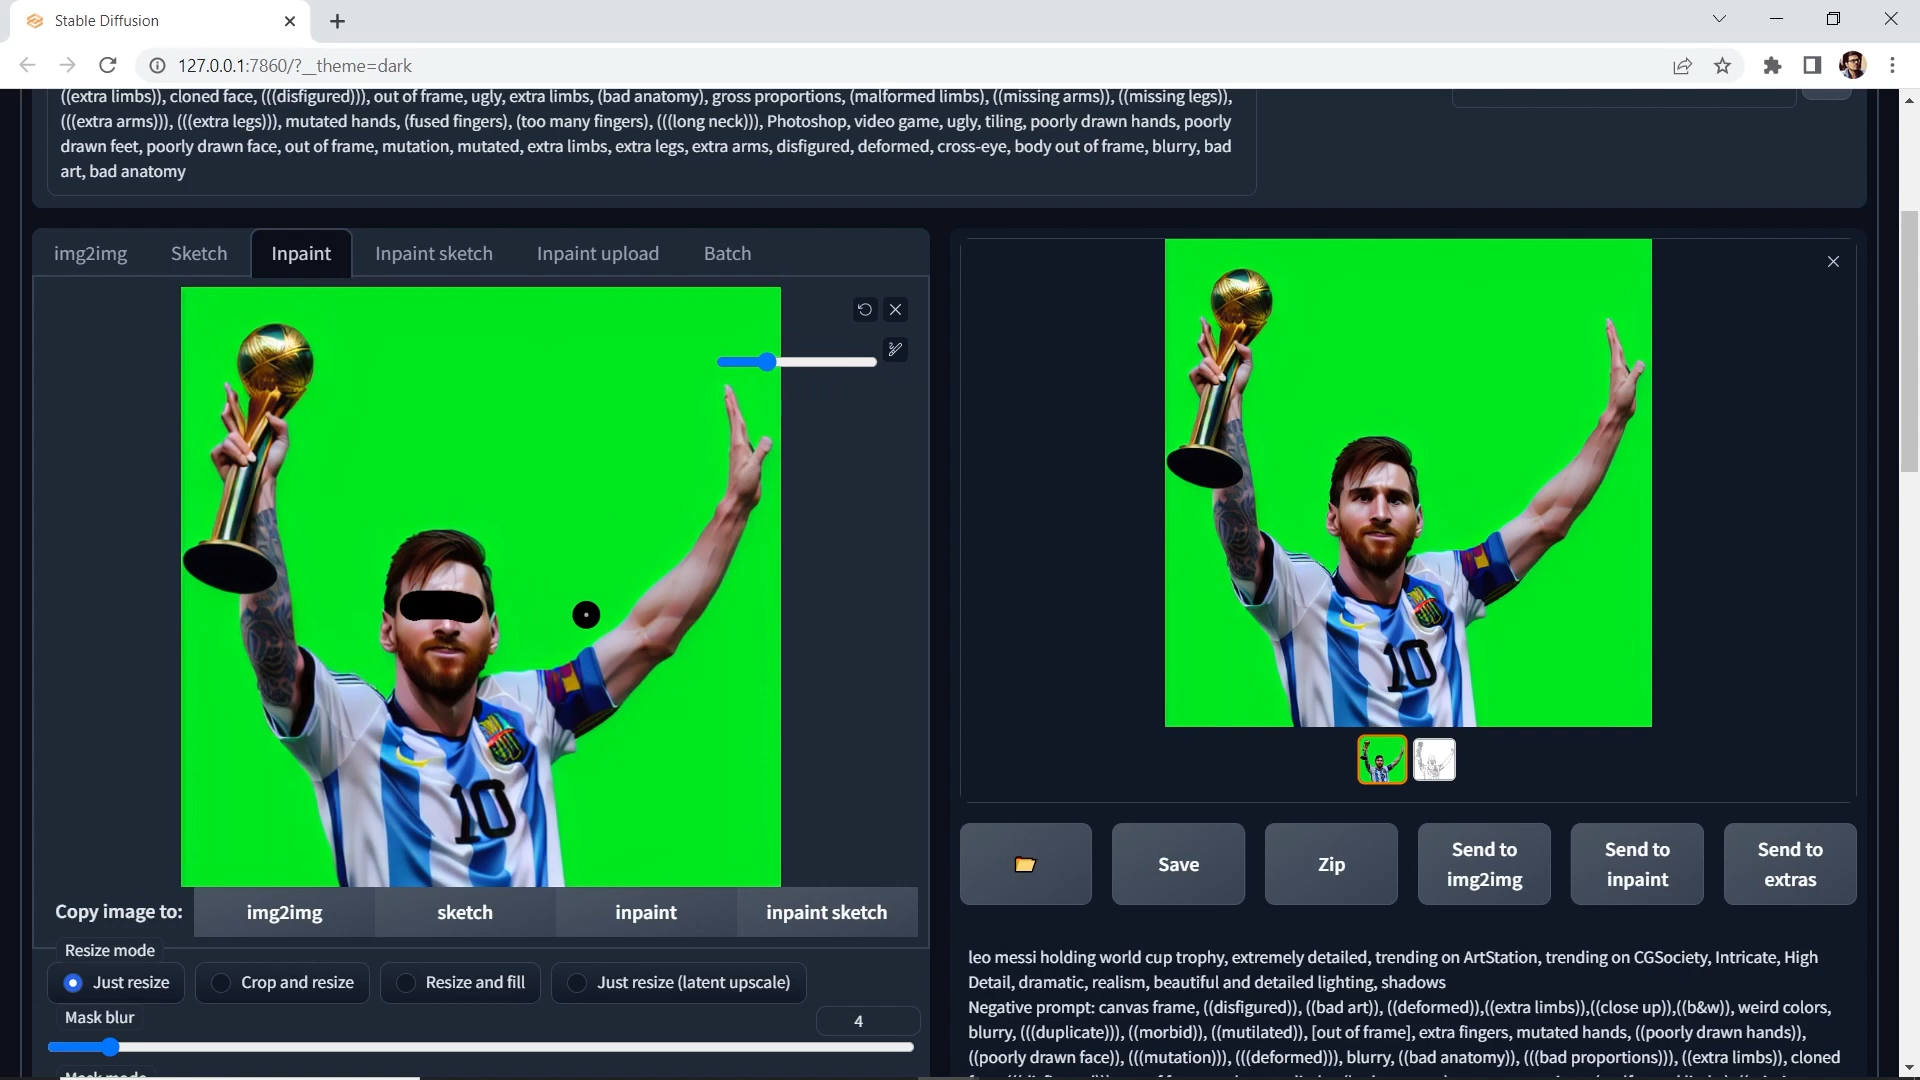 Stable Diffusion
127.0.0.1:7860/?__theme=dark
((extra limbs)), cloned face, (((disfigured))), out of frame, ugly, extra limbs, (bad anatomy), gross proportions, (malformed limbs), ((missing arms)), ((missing legs)),
(((extra arms))), (((extra legs))), mutated hands, (fused fingers), (too many fingers), (((long neck))), Photoshop, video game, ugly, tiling, poorly drawn hands, poorly
drawn feet, poorly drawn face, out of frame, mutation, mutated, extra limbs, extra legs, extra arms, disfigured, deformed, cross-eye, body out of frame, blurry, bad
art, bad anatomy
img2img Sketch Inpaint Inpaint sketch Inpaint upload Batch
10
10
Copy image to: img2img sketch inpaint inpaint sketch
Resize mode
Just resize Crop and resize Resize and fill Just resize (latent upscale)
Mask blur
4
Mask mode
Save Zip Send to img2img Send to inpaint Send to extras
leo messi holding world cup trophy, extremely detailed, trending on ArtStation, trending on CGSociety, Intricate, High
Detail, dramatic, realism, beautiful and detailed lighting, shadows
Negative prompt: canvas frame, ((disfigured)), ((bad art)), ((deformed)),((extra limbs)),((close up)),((b&w)), weird colors,
blurry, (((duplicate))), ((morbid)), ((mutilated)), [out of frame], extra fingers, mutated hands, ((poorly drawn hands)),
((poorly drawn face)), (((mutation))), (((deformed))), blurry, ((bad anatomy)), (((bad proportions))), ((extra limbs)), cloned